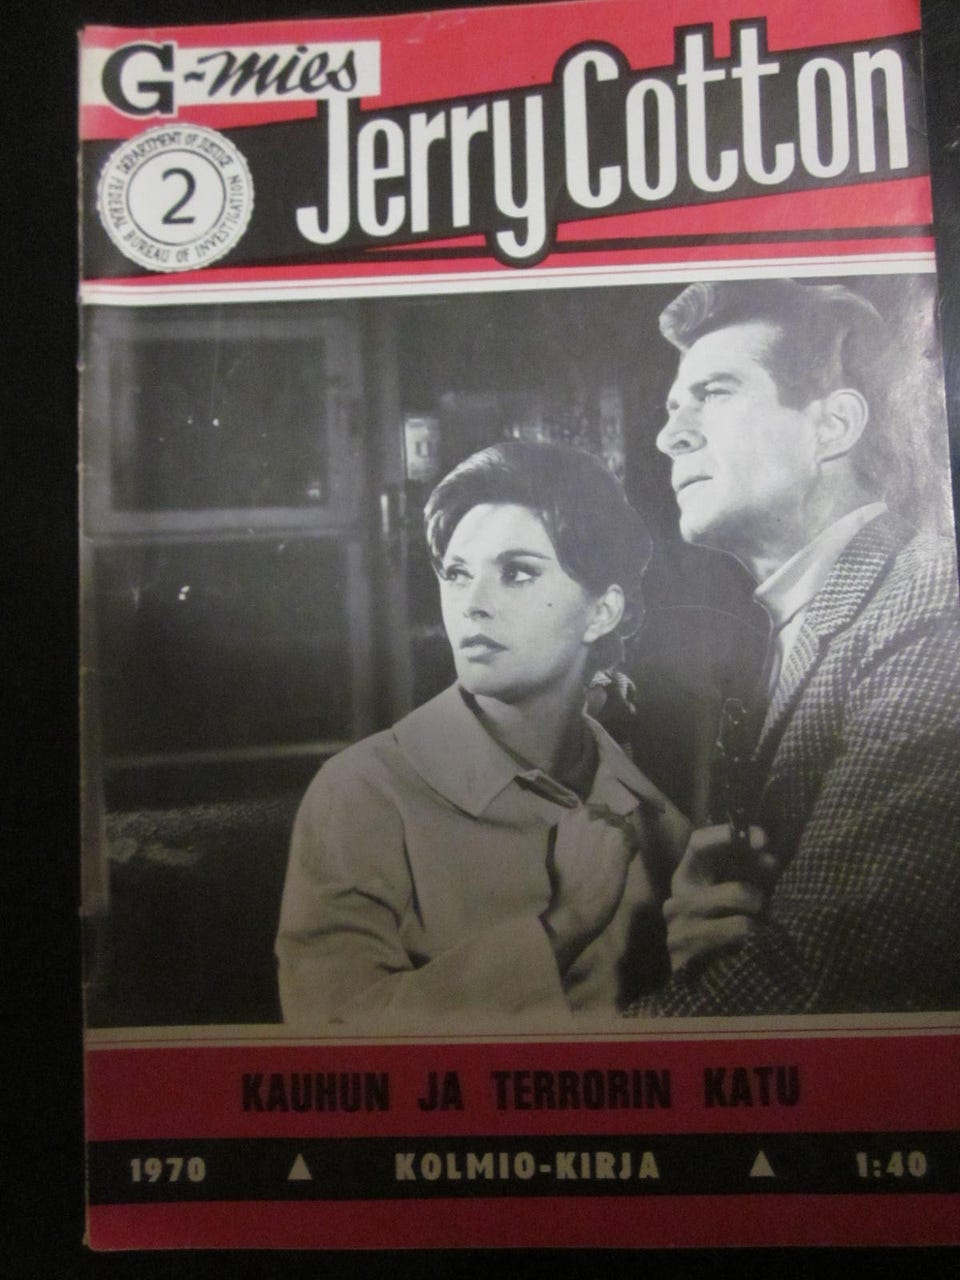 G-mies
Jerry Cotton
DEPARTMENT OF JUSTICE
2
FEDERAL BUREAU OF INVESTIGATION
KAUHUN JA TERRORIN KATU
1970 ▲ KOLMIO-KIRJA ▲ 1:40